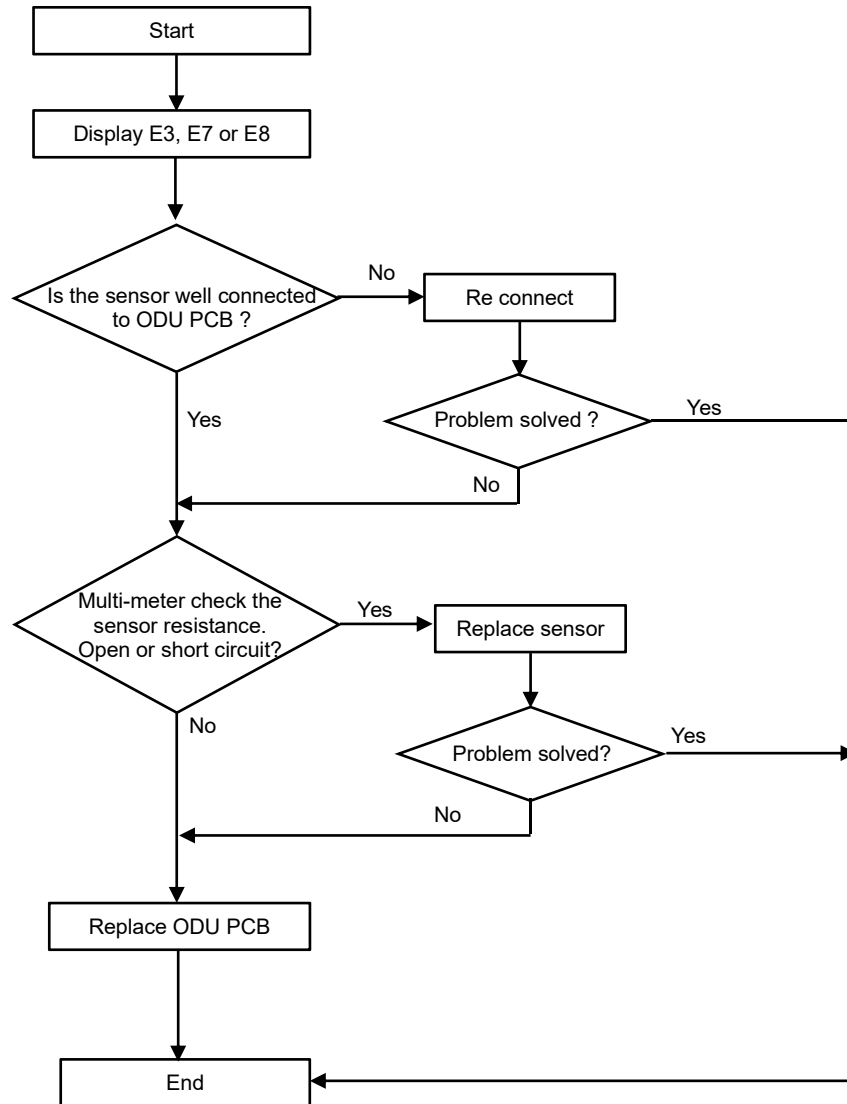 Start
Display E3, E7 or E8
Is the sensor well connected
to ODU PCB ?
No
Re connect
Yes
Problem solved ?
Yes
No
Multi-meter check the
sensor resistance.
Open or short circuit?
Yes
Replace sensor
No
Problem solved?
Yes
No
Replace ODU PCB
End